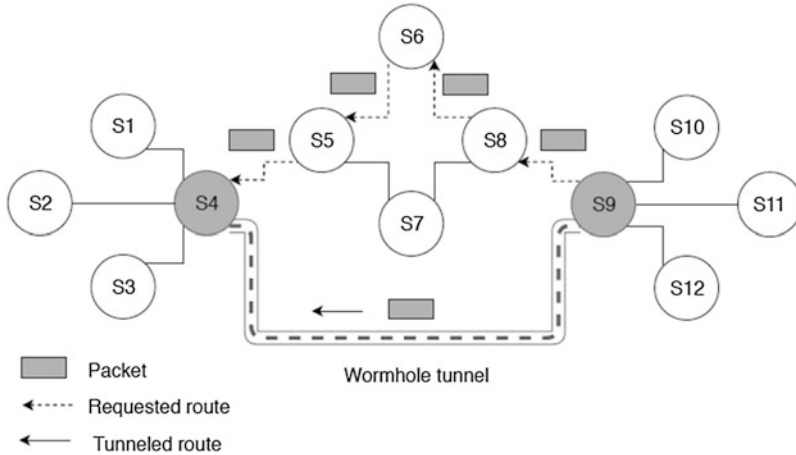 S6
S1
S5
S8
S10
S2
S4
S7
S9
S11
S3
S12
Packet
Wormhole tunnel
Requested route
Tunneled route